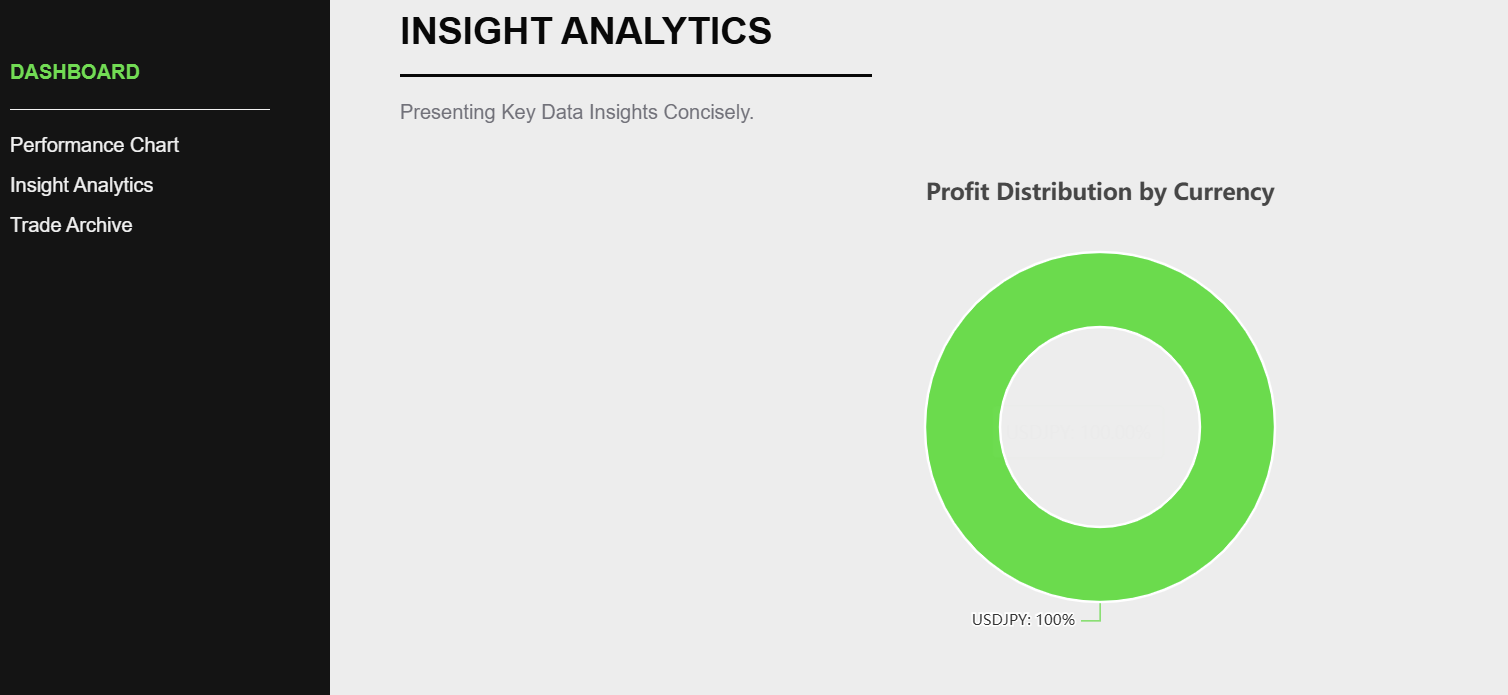 DASHBOARD
Performance Chart
Insight Analytics
Trade Archive
INSIGHT ANALYTICS
Presenting Key Data Insights Concisely.
Profit Distribution by Currency
USDJPY: 100%